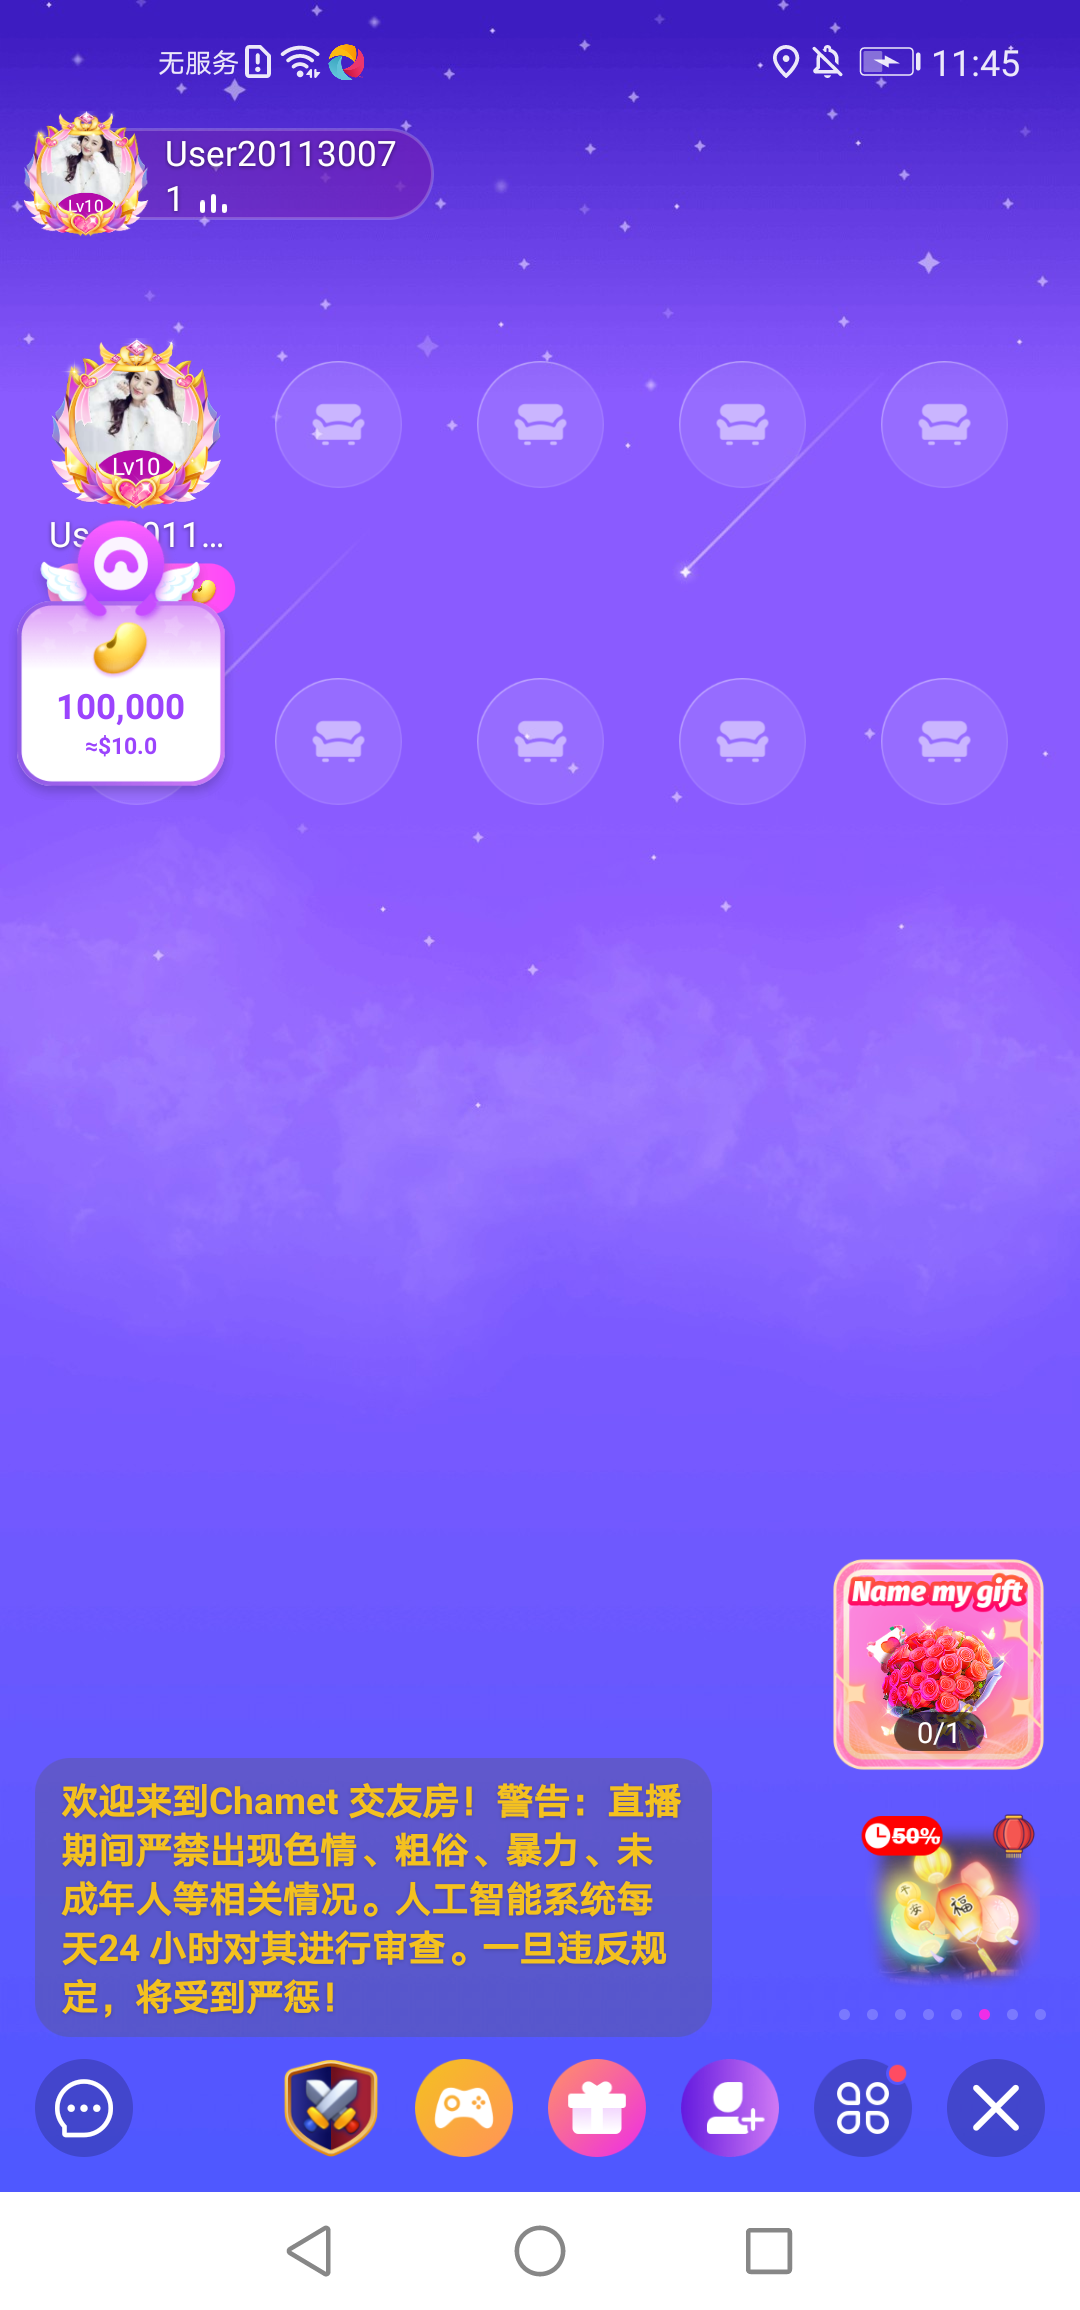 无服务
11:45
User20113007
1
Lv10
Lv10
100,000
≈$10.0
Name my gift
0/1
50%
福
欢迎来到Chamet 交友房！警告：直播
期间严禁出现色情、粗俗、暴力、未
成年人等相关情况。人工智能系统每
天24 小时对其进行审查。一旦违反规
定，将受到严惩！